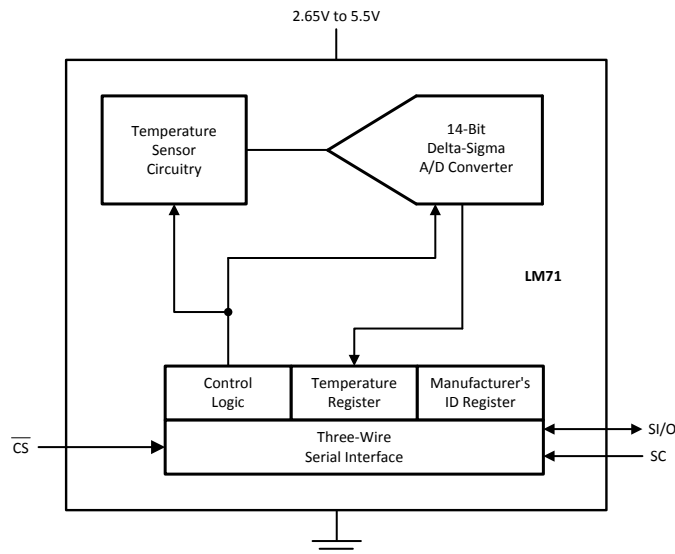 2.65V to 5.5V
Temperature
Sensor
Circuitry
14-Bit
Delta-Sigma
A/D Converter
LM71
Control
Logic
Temperature
Register
Manufacturer's
ID Register
Three-Wire
Serial Interface
CS
SI/O
SC